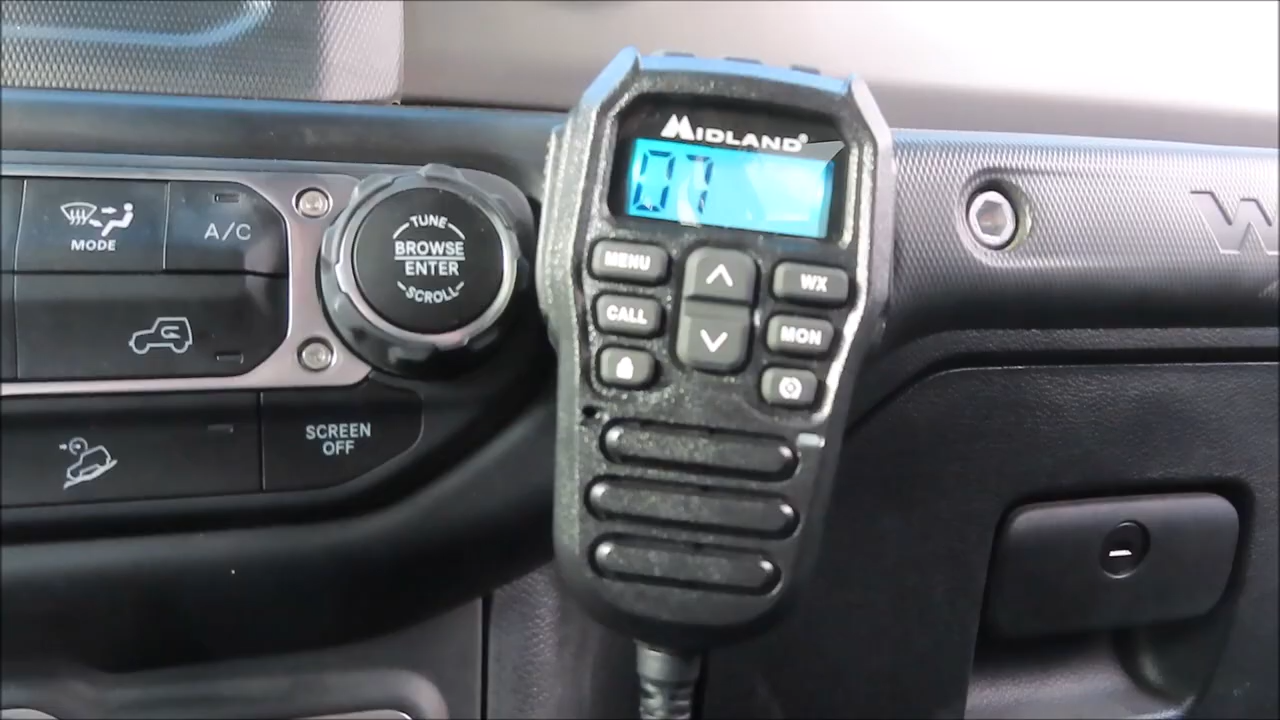 MIDLAND®
07
MENU
WX
CALL
MON
MODE
A/C
TUNE
BROWSE
ENTER
SCROLL
SCREEN
OFF
W